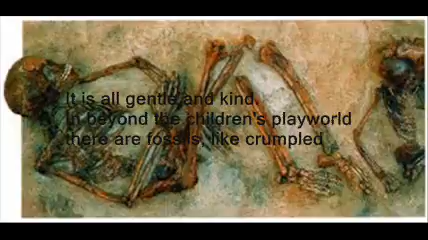 It is all gentle and kind.
In beyond the children's playworld
there are fossils, like crumpled